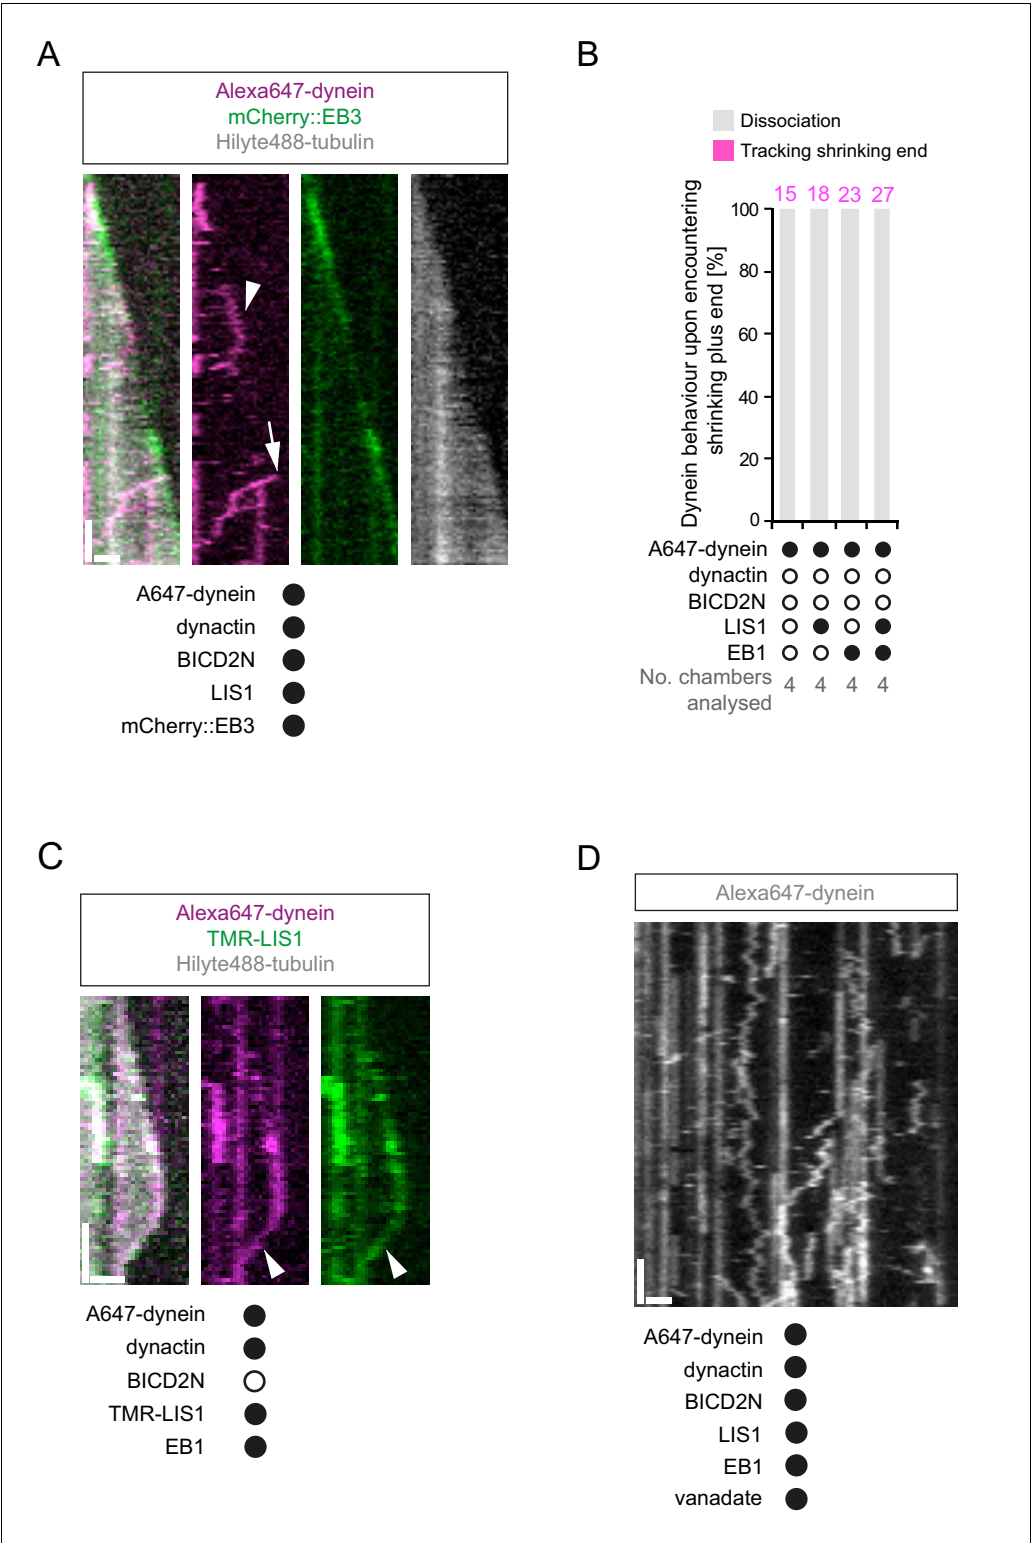 A
Alexa647-dynein
mCherry::EB3
Hilyte488-tubulin
A647-dynein
dynactin
BICD2N
LIS1
mCherry::EB3
B
Dissociation
Tracking shrinking end
Dynein behaviour upon encountering
shrinking plus end [%]
15 18 23 27
100
80
60
40
20
0
A647-dynein
dynactin
BICD2N
LIS1
EB1
No. chambers
analysed
4 4 4 4
C
Alexa647-dynein
TMR-LIS1
Hilyte488-tubulin
A647-dynein
dynactin
BICD2N
TMR-LIS1
EB1
D
Alexa647-dynein
A647-dynein
dynactin
BICD2N
LIS1
EB1
vanadate